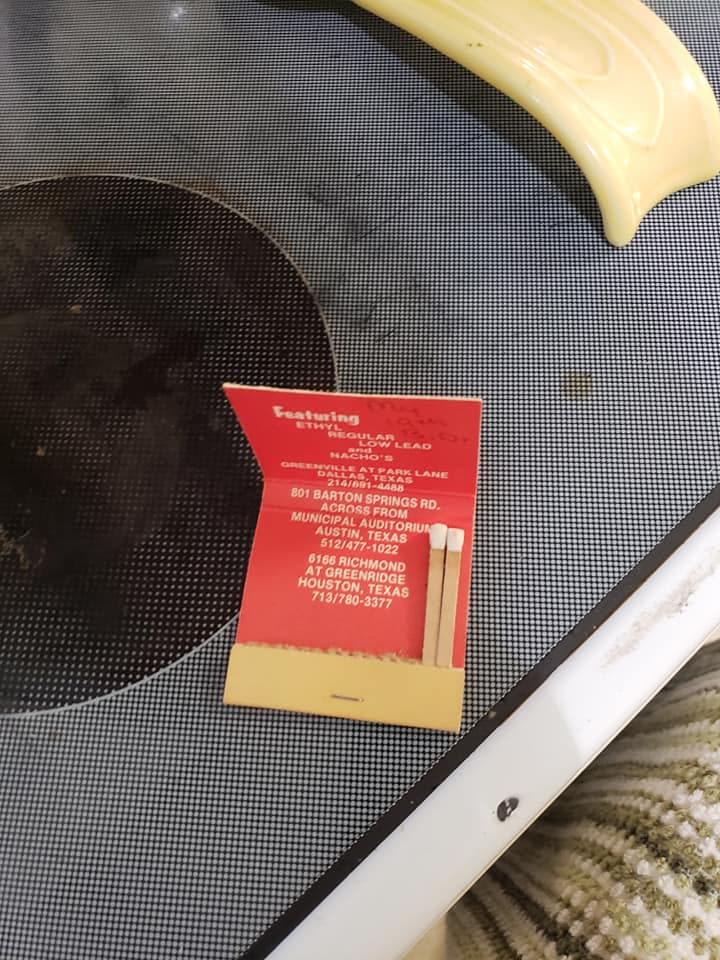 Featuring
ETHYL
REGULAR
LOW LEAD
and
NACHO'S
GREENVILLE AT PARK LANE
DALLAS, TEXAS
214/691-4488
801 BARTON SPRINGS RD.
ACROSS FROM
MUNICIPAL AUDITORIUM
AUSTIN, TEXAS
512/477-1022
6166 RICHMOND
AT GREENRIDGE
HOUSTON, TEXAS
713/780-3377
My
B.D.